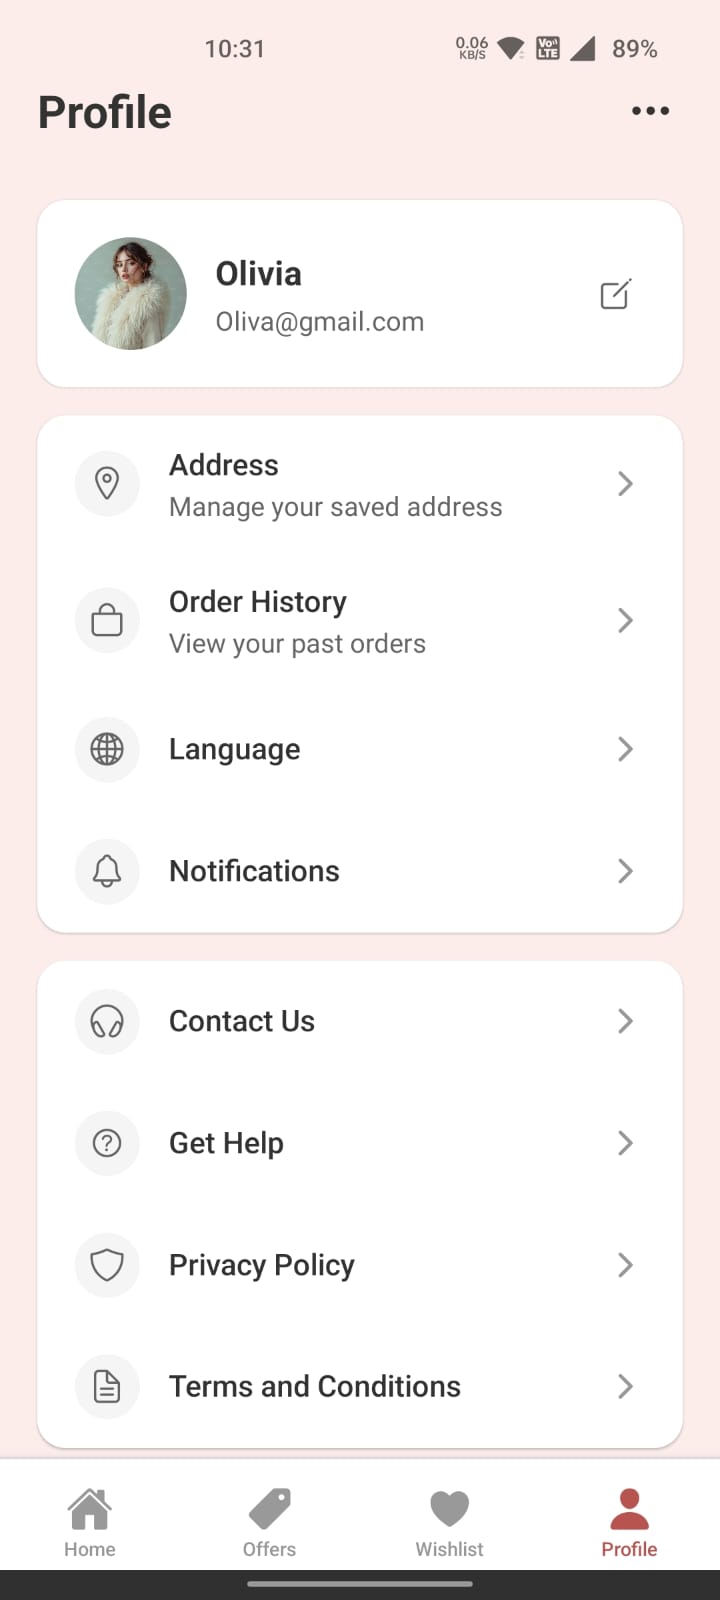 10:31
0.06 KB/S Vo)) LTE 89%
Profile
Olivia
Oliva@gmail.com
Address
Manage your saved address
Order History
View your past orders
Language
Notifications
Contact Us
Get Help
Privacy Policy
Terms and Conditions
Home Offers Wishlist Profile